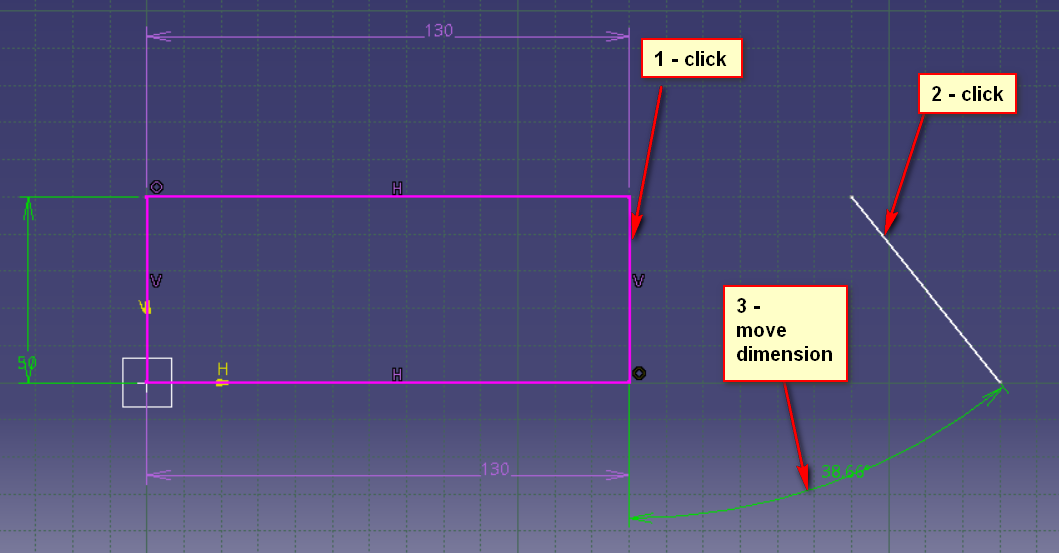 130
1 - click
2 - click
H
V
V
V
3 -
move
dimension
50
H
H
130
38.66°